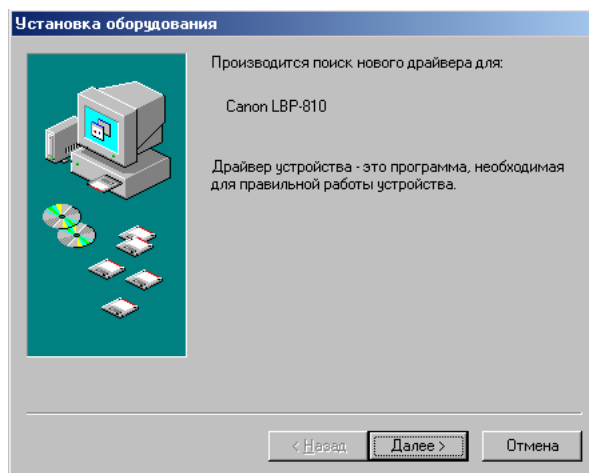 Установка оборудования
Производится поиск нового драйвера для:
Canon LBP-810
Драйвер устройства - это программа, необходимая
для правильной работы устройства.
< Назад
Далее >
Отмена